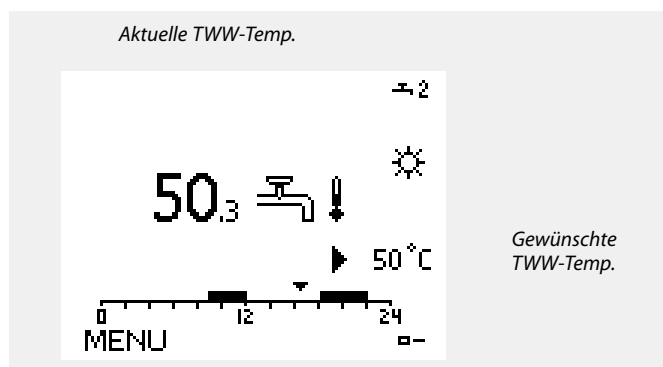 Aktuelle TWW-Temp.
2
50.3
50°C
Gewünschte
TWW-Temp.
0 12 24
MENU